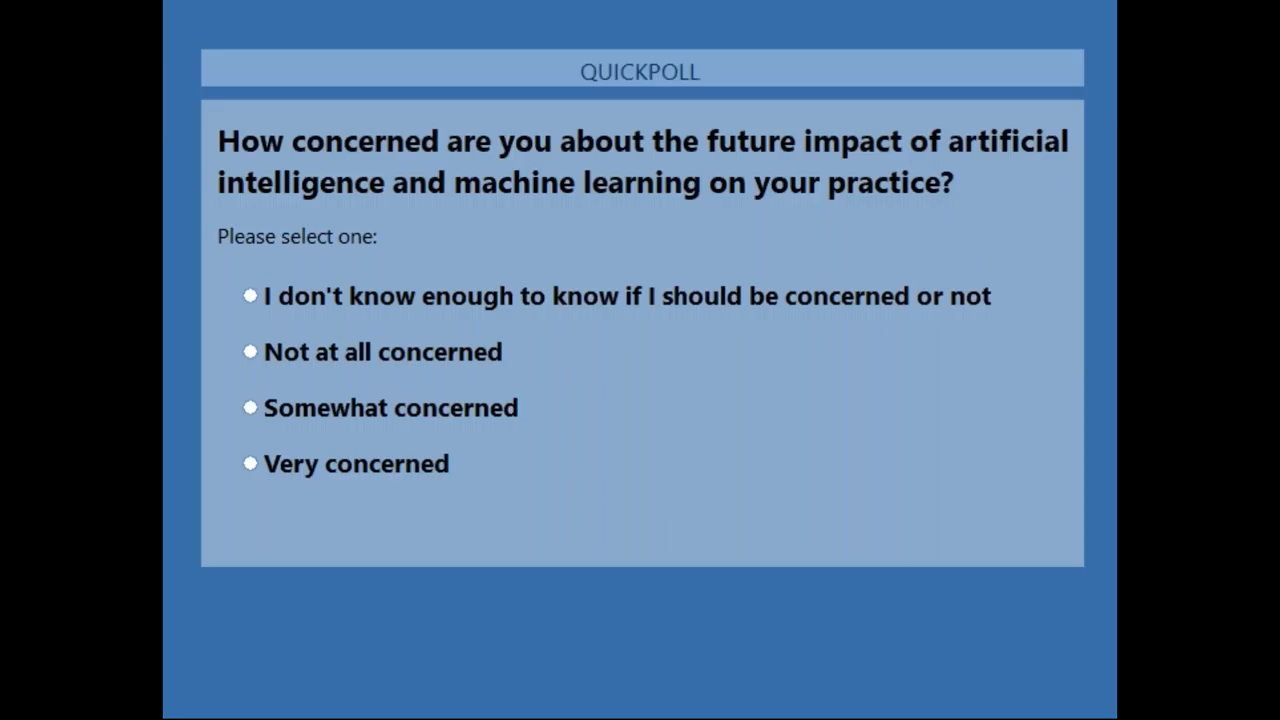 QUICKPOLL
How concerned are you about the future impact of artificial
intelligence and machine learning on your practice?
Please select one:
I don't know enough to know if I should be concerned or not
Not at all concerned
Somewhat concerned
Very concerned